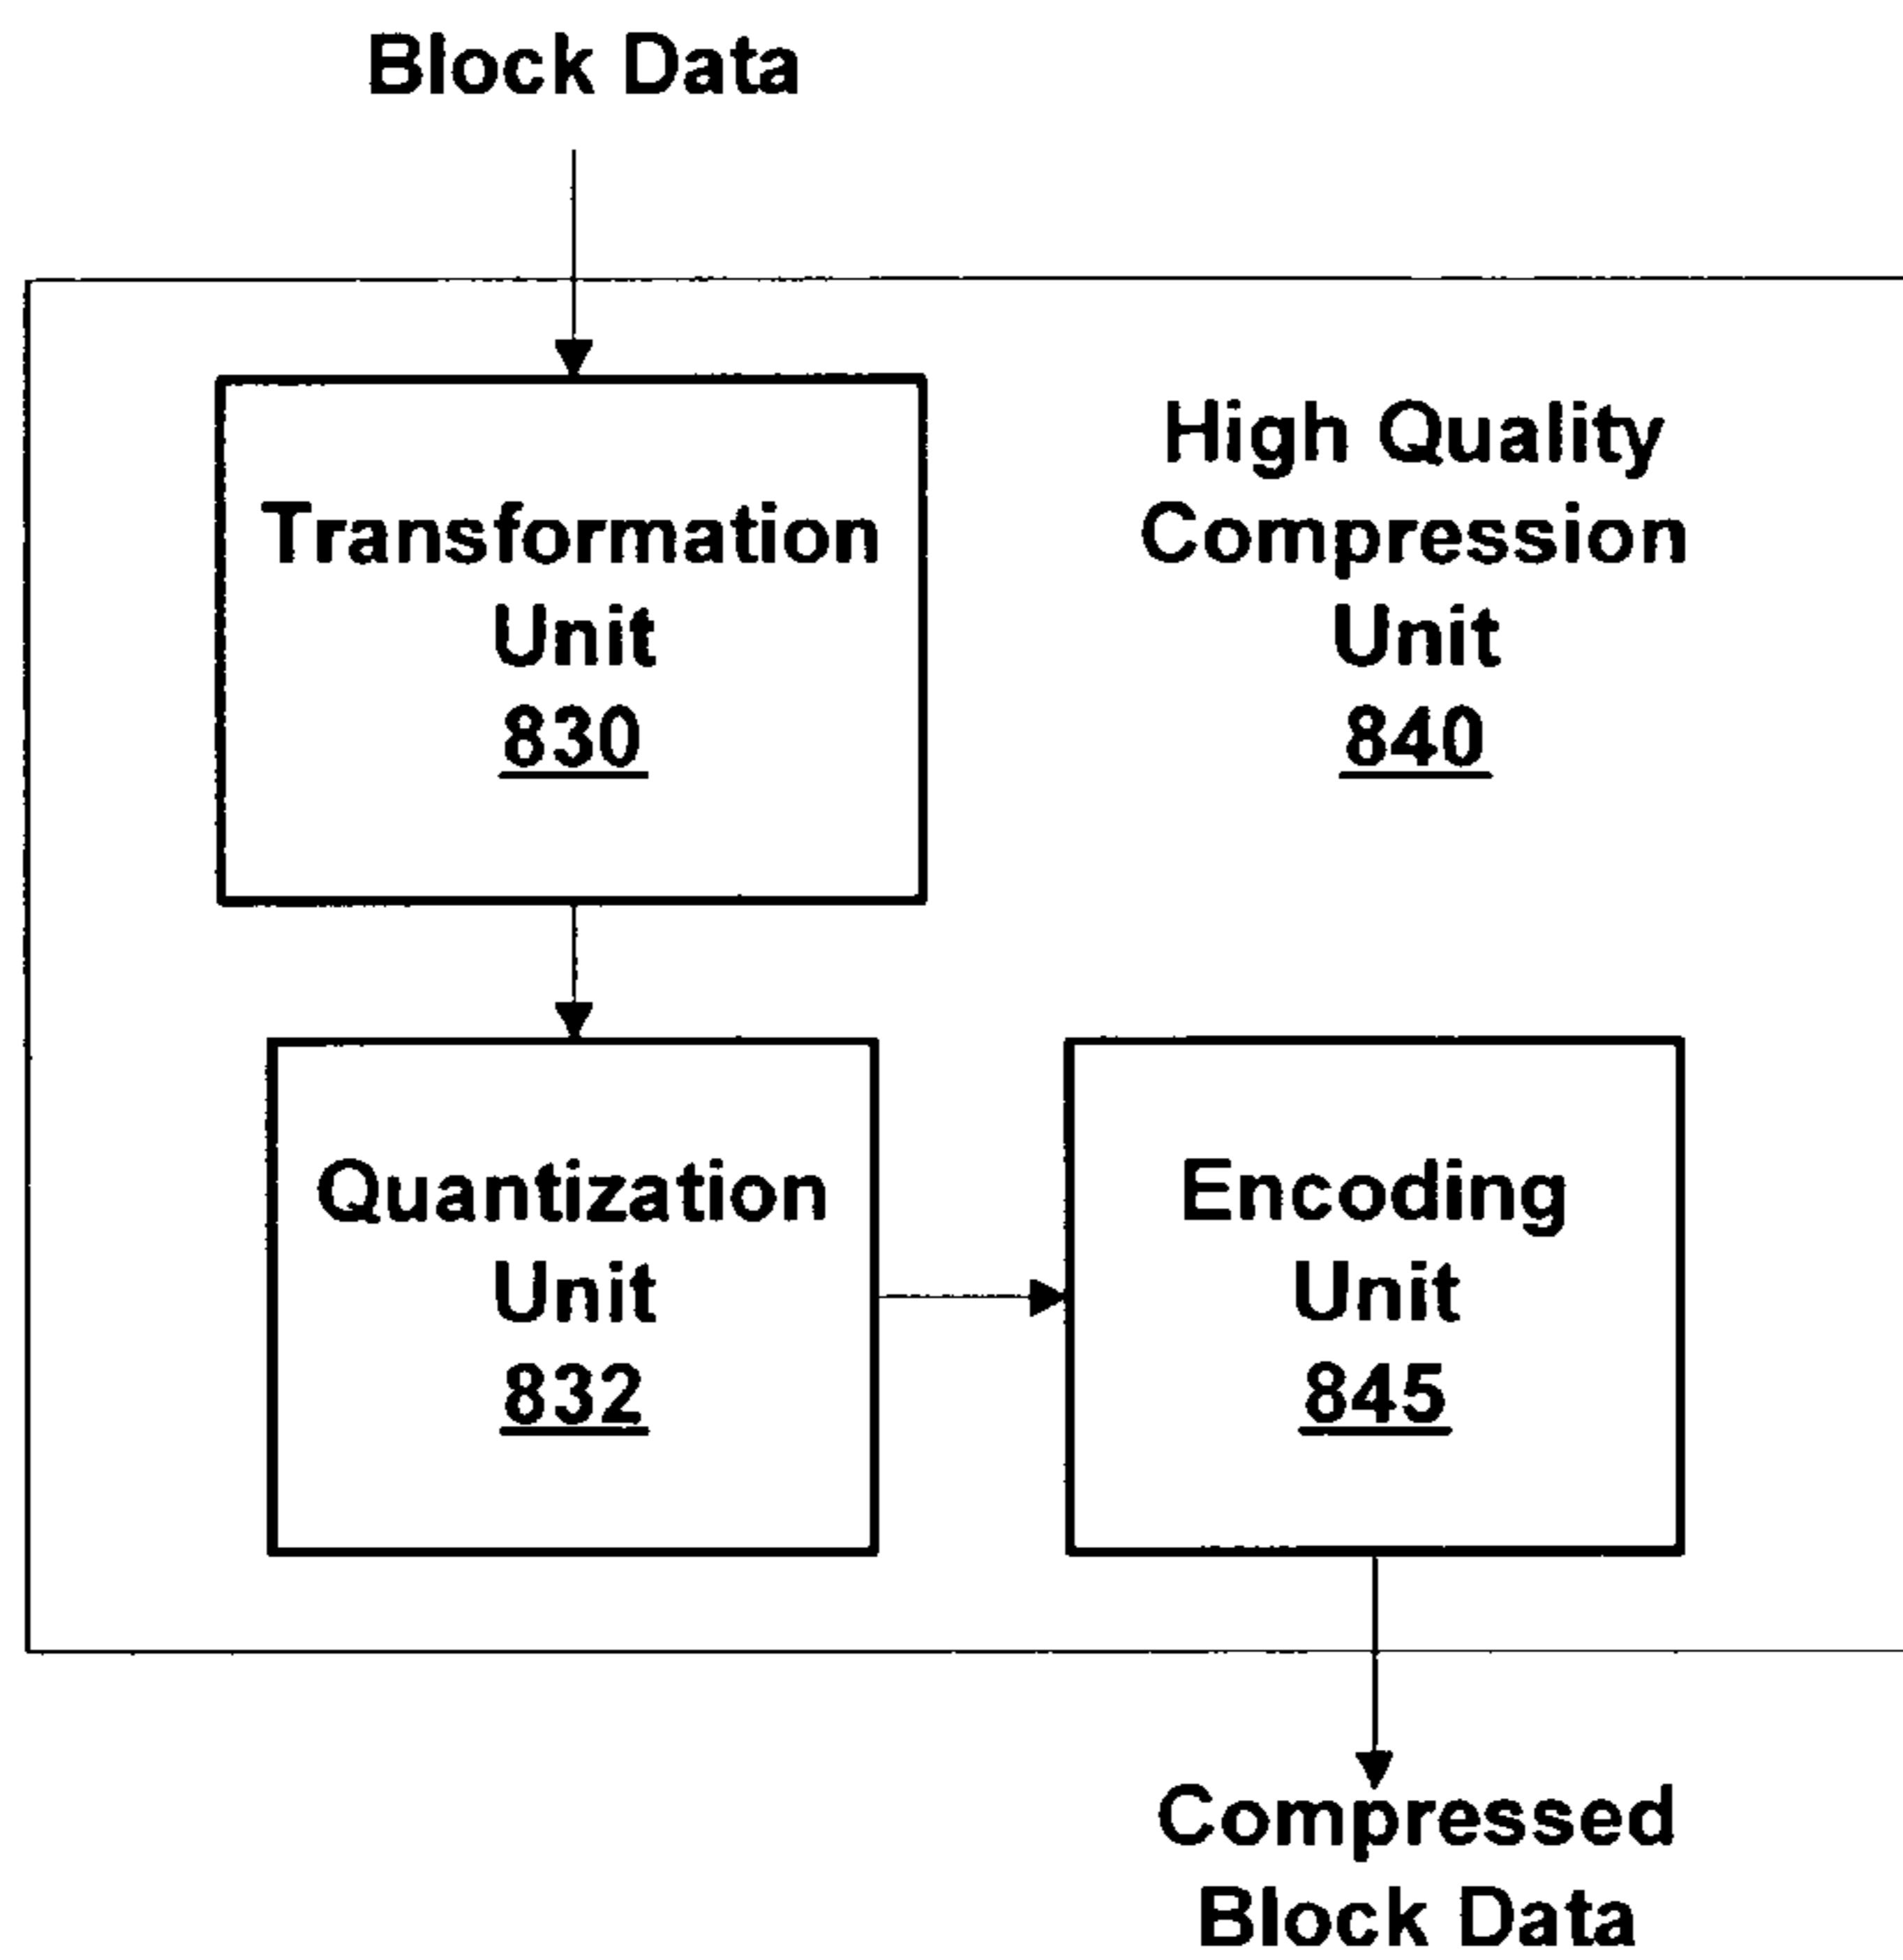 Block Data
Transformation
Unit
830
High Quality
Compression
Unit
840
Quantization
Unit
832
Encoding
Unit
845
Compressed
Block Data